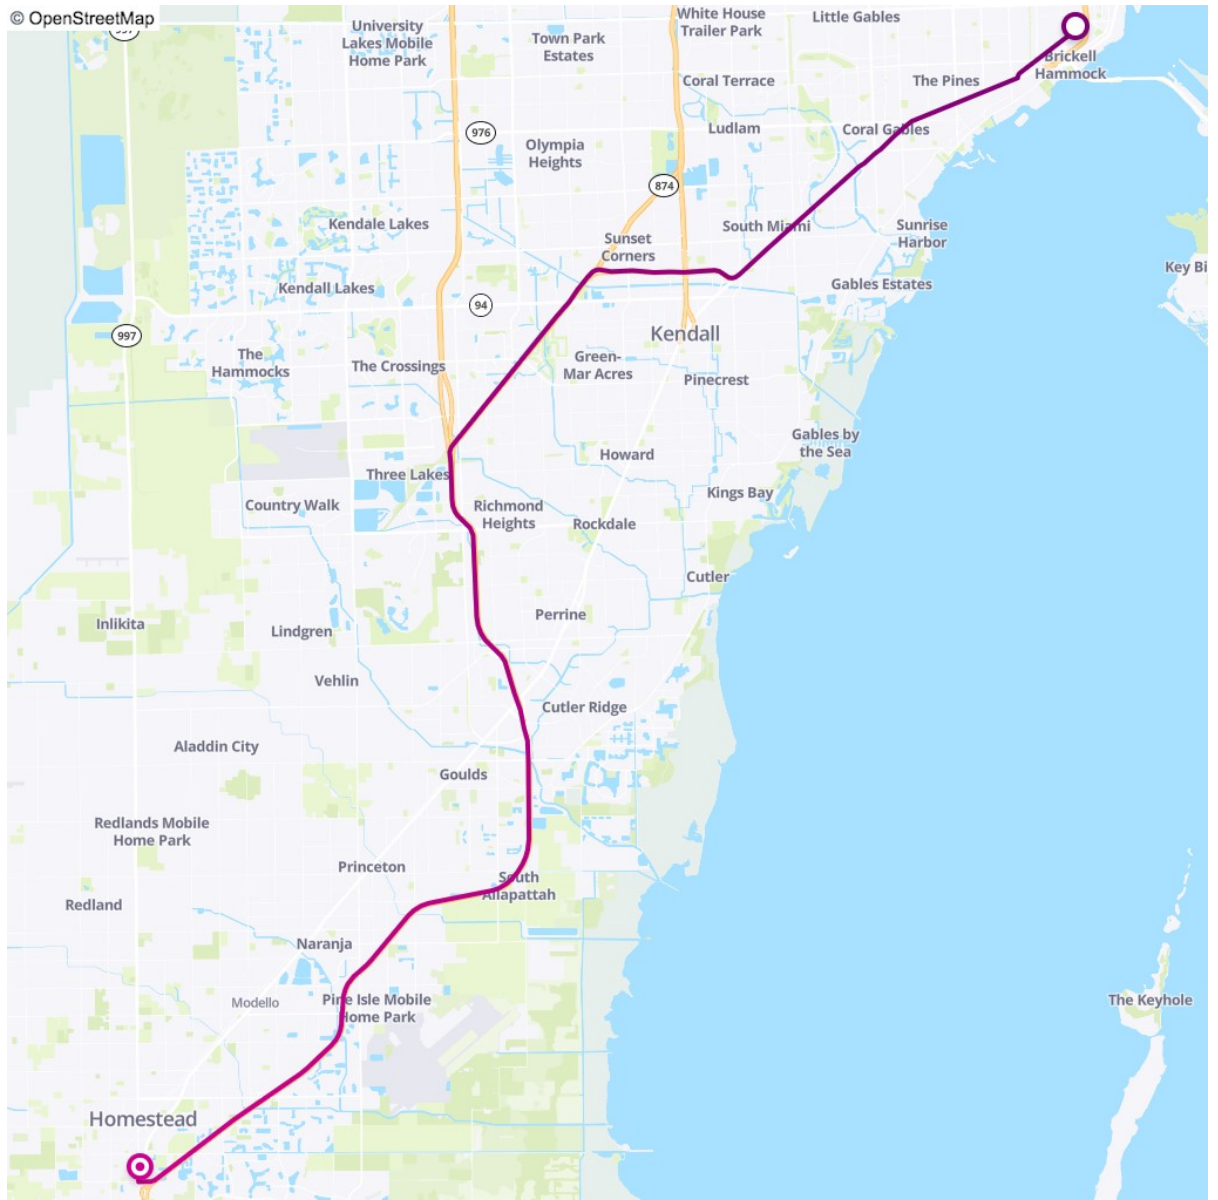 © OpenStreetMap
997
University
Lakes Mobile
Home Park
Town Park
Estates
White House
Trailer Park
Little Gables
Brickell
Hammock
Coral Terrace
The Pines
976
Olympia
Heights
Ludlam
Coral Gables
874
Kendale Lakes
Sunset
Corners
South Miami
Sunrise
Harbor
Key Bi
Kendall Lakes
94
Gables Estates
997
Kendall
The
Hammocks
The Crossings
Green-
Mar Acres
Pinecrest
Gables by
the Sea
Three Lakes
Howard
Country Walk
Richmond
Heights
Rockdale
Kings Bay
Cutler
Inlikita
Lindgren
Perrine
Vehlin
Cutler Ridge
Aladdin City
Goulds
Redlands Mobile
Home Park
Princeton
South
Allapattah
Redland
Naranja
Modello
Pine Isle Mobile
Home Park
The Keyhole
Homestead